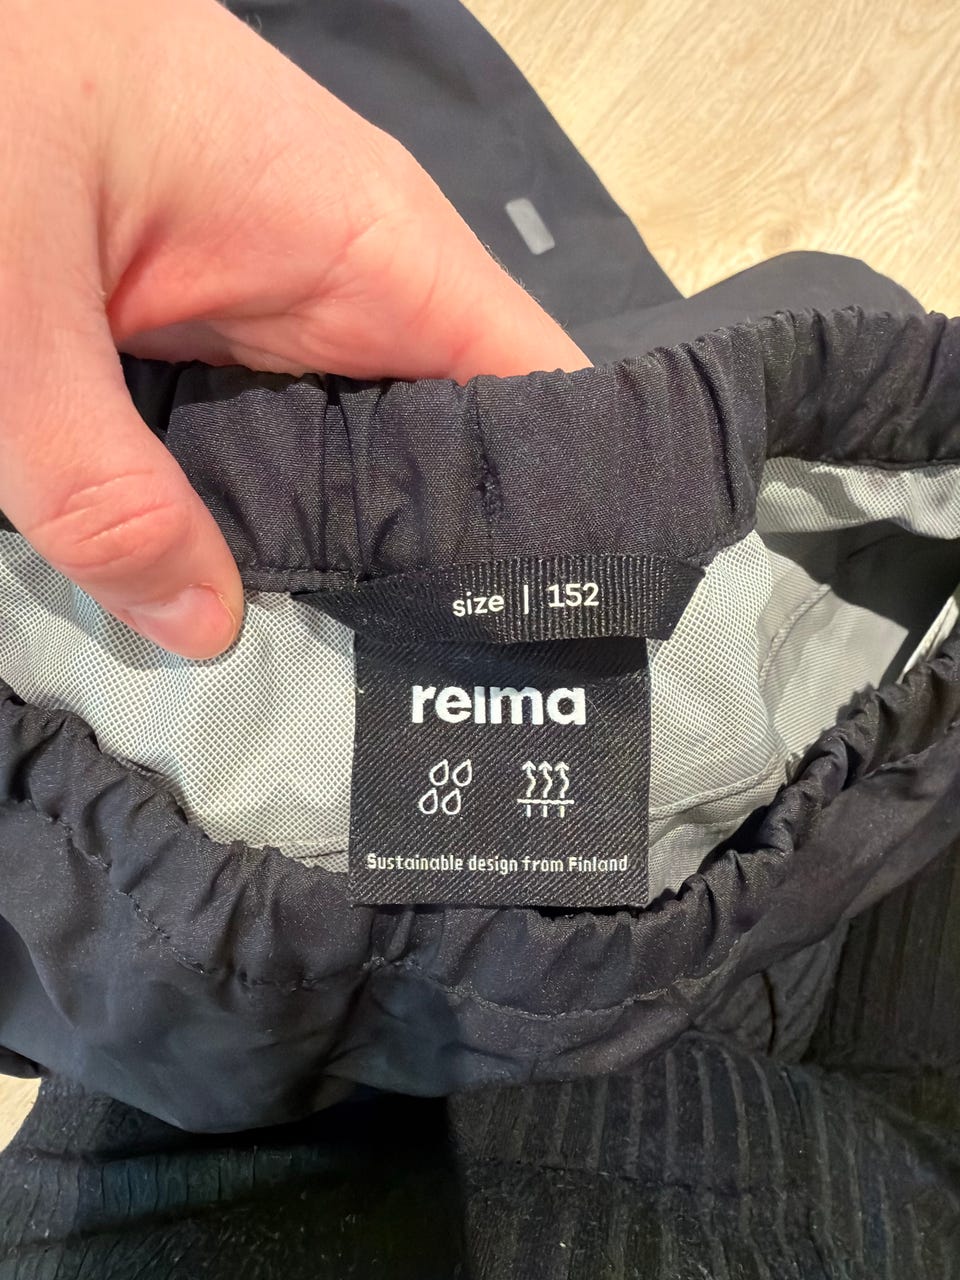 size | 152
reima
Sustainable design from Finland